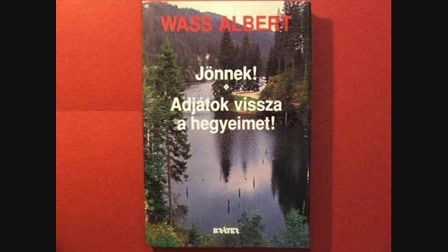 WASS ALBERT
Jönnek!
Adjátok vissza
a hegyeimet!
KRÁTER